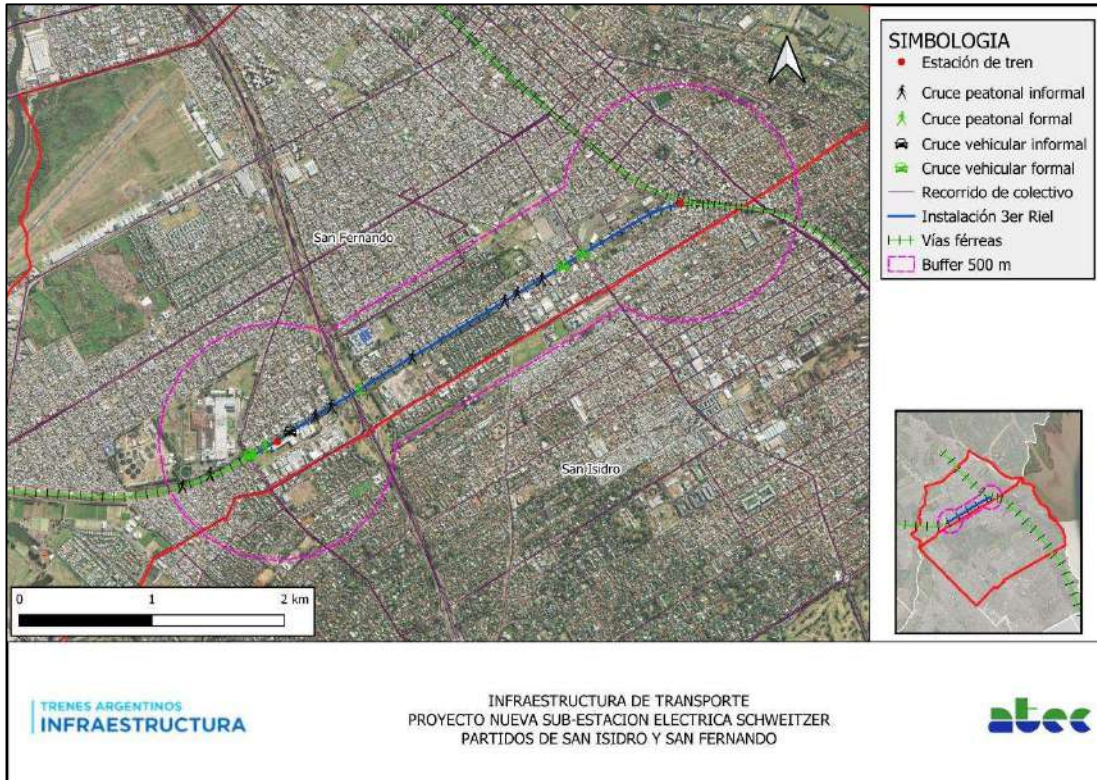 SIMBOLOGIA
Estación de tren
Cruce peatonal informal
Cruce peatonal formal
Cruce vehicular informal
Cruce vehicular formal
Recorrido de colectivo
Instalación 3er Riel
Vías férreas
Buffer 500 m
San Fernando
San Isidro
0 1 2 km
TRENES ARGENTINOS
INFRAESTRUCTURA
INFRAESTRUCTURA DE TRANSPORTE
PROYECTO NUEVA SUB-ESTACION ELECTRICA SCHWEITZER
PARTIDOS DE SAN ISIDRO Y SAN FERNANDO
atec